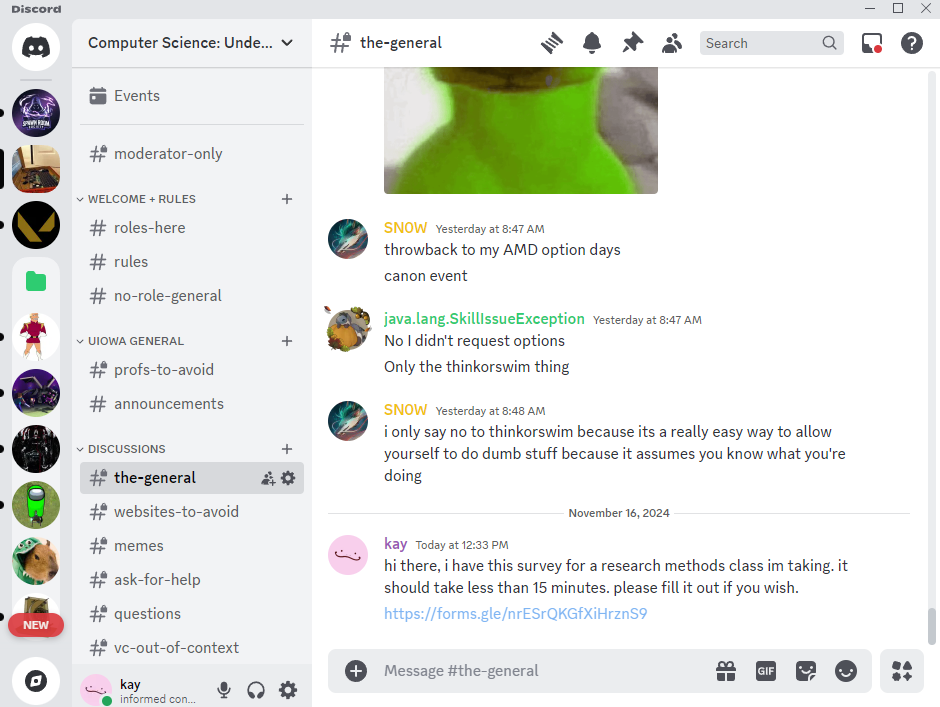 Discord
Computer Science: Unde...
the-general
Search
Events
moderator-only
WELCOME + RULES
roles-here
rules
no-role-general
UIOWA GENERAL
profs-to-avoid
announcements
DISCUSSIONS
the-general
websites-to-avoid
memes
ask-for-help
questions
vc-out-of-context
SPAWN ROOM
NEW
kay
informed con...
SN0W Yesterday at 8:47 AM
throwback to my AMD option days
canon event
java.lang.SkillIssueException Yesterday at 8:47 AM
No I didn't request options
Only the thinkorswim thing
SN0W Yesterday at 8:48 AM
i only say no to thinkorswim because its a really easy way to allow
yourself to do dumb stuff because it assumes you know what you're
doing
November 16, 2024
kay Today at 12:33 PM
hi there, i have this survey for a research methods class im taking. it
should take less than 15 minutes. please fill it out if you wish.
https://forms.gle/nrESrQKGfXiHrznS9
Message #the-general
GIF